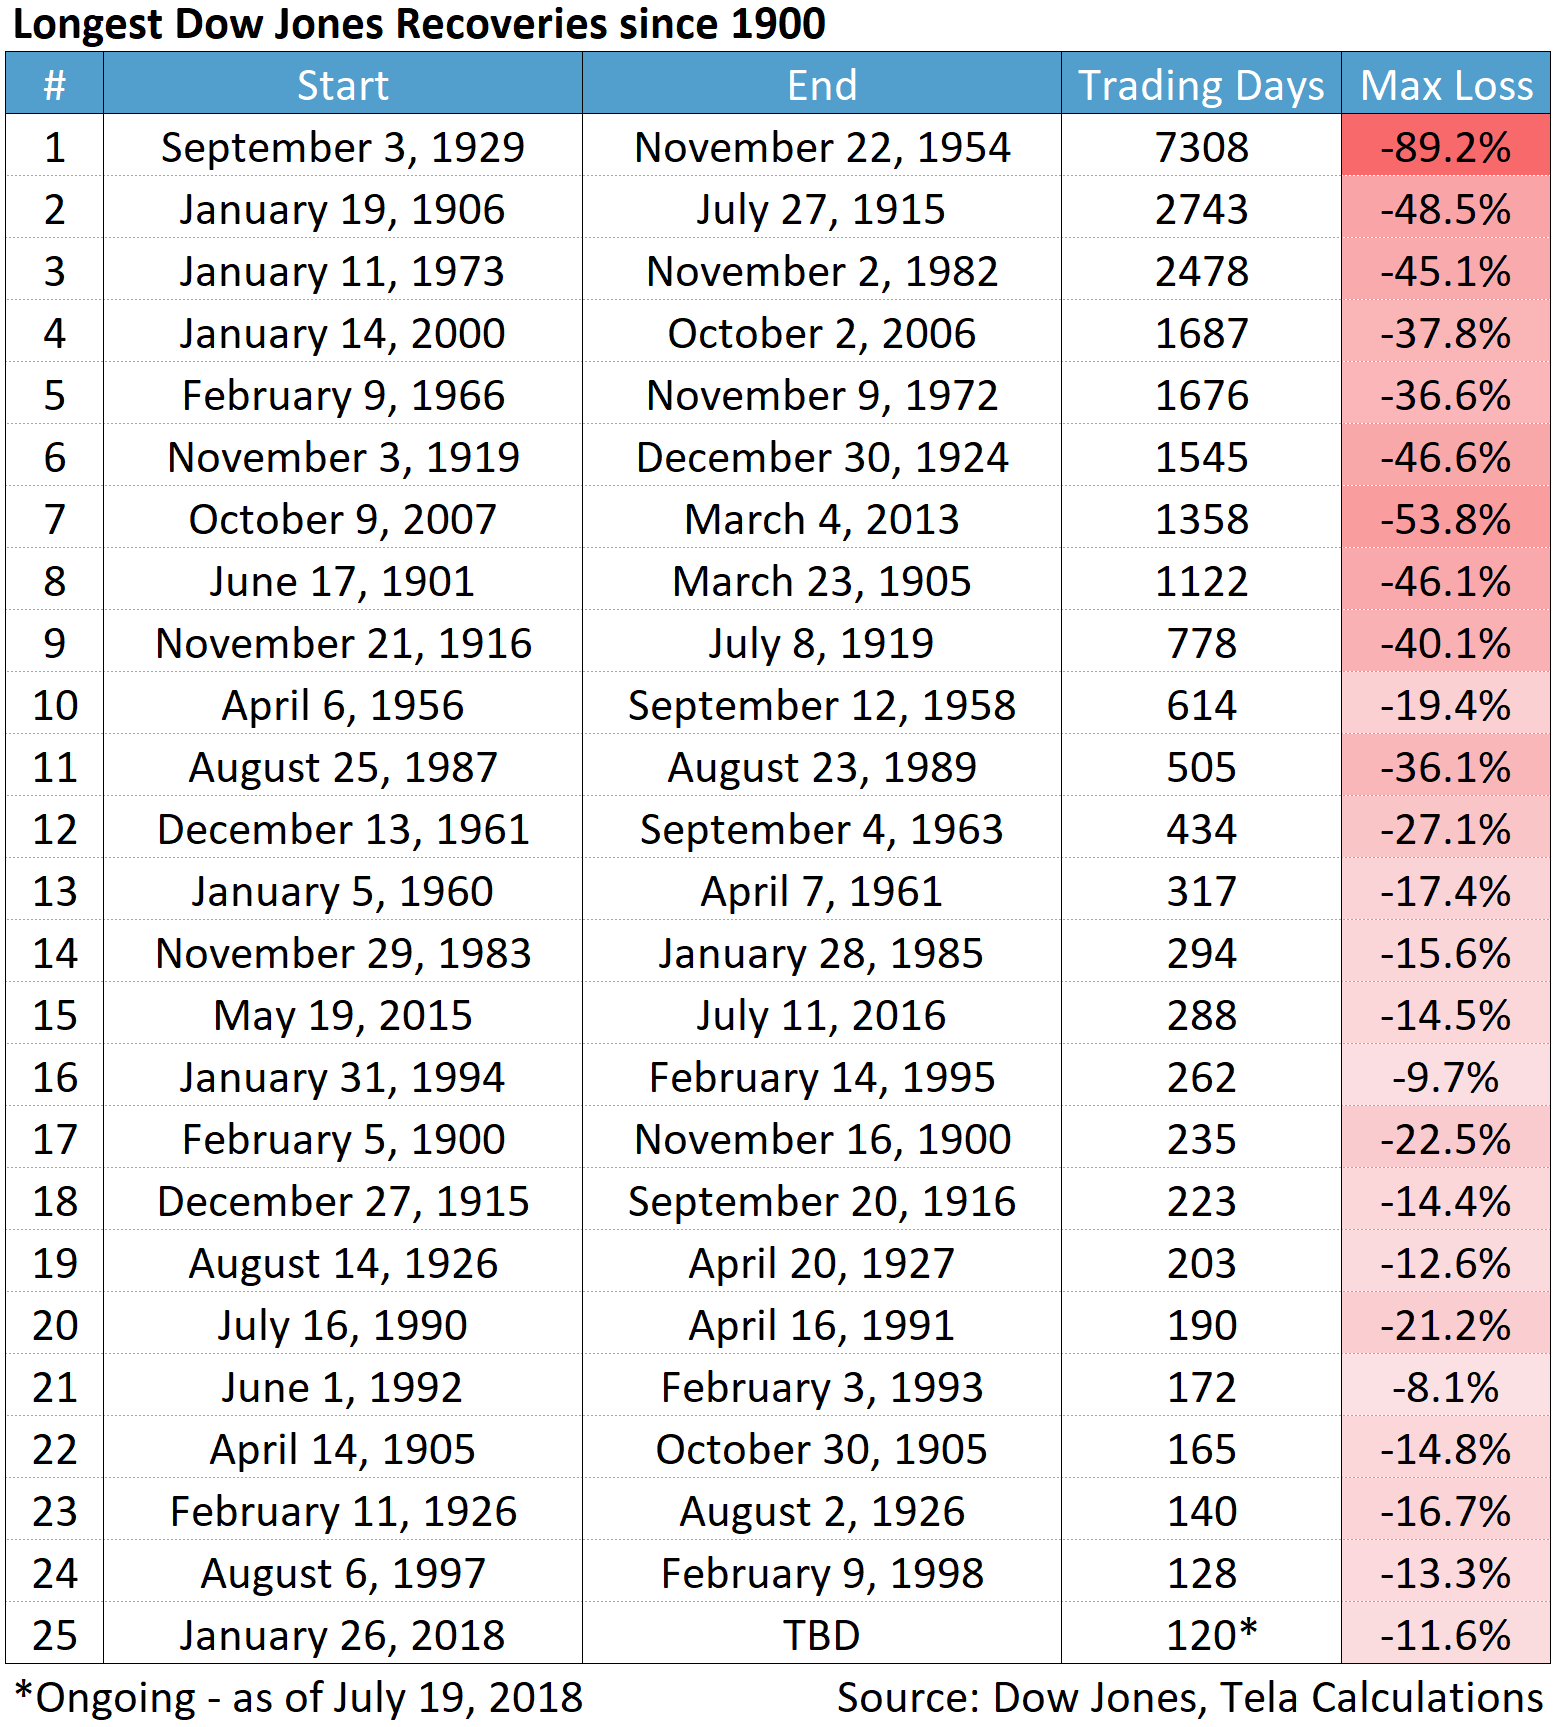 Longest Dow Jones Recoveries since 1900
# Start End Trading Days Max Loss
1 September 3, 1929 November 22, 1954 7308 -89.2%
2 January 19, 1906 July 27, 1915 2743 -48.5%
3 January 11, 1973 November 2, 1982 2478 -45.1%
4 January 14, 2000 October 2, 2006 1687 -37.8%
5 February 9, 1966 November 9, 1972 1676 -36.6%
6 November 3, 1919 December 30, 1924 1545 -46.6%
7 October 9, 2007 March 4, 2013 1358 -53.8%
8 June 17, 1901 March 23, 1905 1122 -46.1%
9 November 21, 1916 July 8, 1919 778 -40.1%
10 April 6, 1956 September 12, 1958 614 -19.4%
11 August 25, 1987 August 23, 1989 505 -36.1%
12 December 13, 1961 September 4, 1963 434 -27.1%
13 January 5, 1960 April 7, 1961 317 -17.4%
14 November 29, 1983 January 28, 1985 294 -15.6%
15 May 19, 2015 July 11, 2016 288 -14.5%
16 January 31, 1994 February 14, 1995 262 -9.7%
17 February 5, 1900 November 16, 1900 235 -22.5%
18 December 27, 1915 September 20, 1916 223 -14.4%
19 August 14, 1926 April 20, 1927 203 -12.6%
20 July 16, 1990 April 16, 1991 190 -21.2%
21 June 1, 1992 February 3, 1993 172 -8.1%
22 April 14, 1905 October 30, 1905 165 -14.8%
23 February 11, 1926 August 2, 1926 140 -16.7%
24 August 6, 1997 February 9, 1998 128 -13.3%
25 January 26, 2018 TBD 120* -11.6%
*Ongoing - as of July 19, 2018 Source: Dow Jones, Tela Calculations